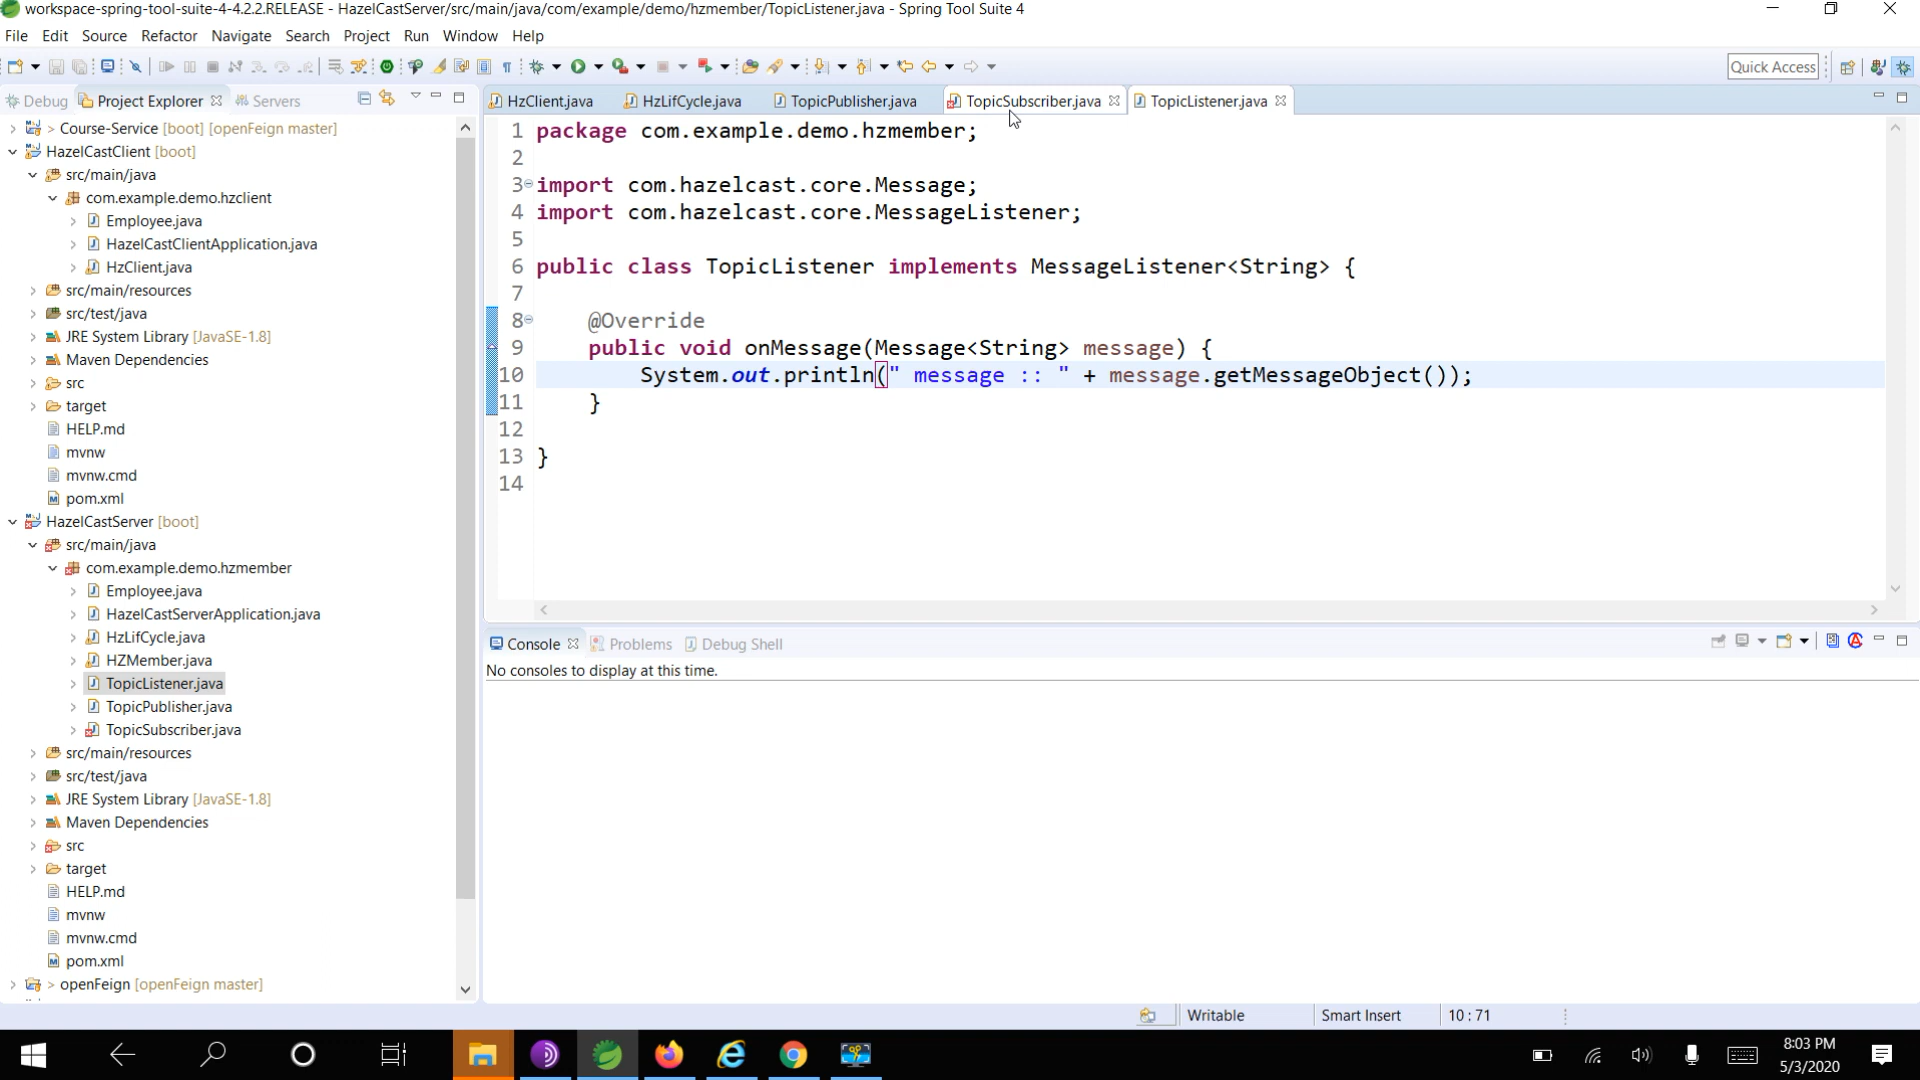 workspace-spring-tool-suite-4-4.2.2.RELEASE - HazelCastServer/src/main/java/com/example/demo/hzmember/TopicListener.java - Spring Tool Suite 4
File Edit Source Refactor Navigate Search Project Run Window Help
Quick Access
Debug Project Explorer Servers
HzClient.java HzLifCycle.java TopicPublisher.java TopicSubscriber.java TopicListener.java
> Course-Service [boot] [openFeign master]
HazelCastClient [boot]
src/main/java
com.example.demo.hzclient
Employee.java
HazelCastClientApplication.java
HzClient.java
src/main/resources
src/test/java
JRE System Library [JavaSE-1.8]
Maven Dependencies
src
target
HELP.md
mvnw
mvnw.cmd
pom.xml
HazelCastServer [boot]
src/main/java
com.example.demo.hzmember
Employee.java
HazelCastServerApplication.java
HzLifCycle.java
HZMember.java
TopicListener.java
TopicPublisher.java
TopicSubscriber.java
src/main/resources
src/test/java
JRE System Library [JavaSE-1.8]
Maven Dependencies
src
target
HELP.md
mvnw
mvnw.cmd
pom.xml
> openFeign [openFeign master]
1 package com.example.demo.hzmember;
2
3 import com.hazelcast.core.Message;
4 import com.hazelcast.core.MessageListener;
5
6 public class TopicListener implements MessageListener<String> {
7
8 @Override
9 public void onMessage(Message<String> message) {
10 System.out.println(" message :: " + message.getMessageObject());
11 }
12
13 }
14
Console Problems Debug Shell
No consoles to display at this time.
Writable Smart Insert 10 : 71
8:03 PM
5/3/2020